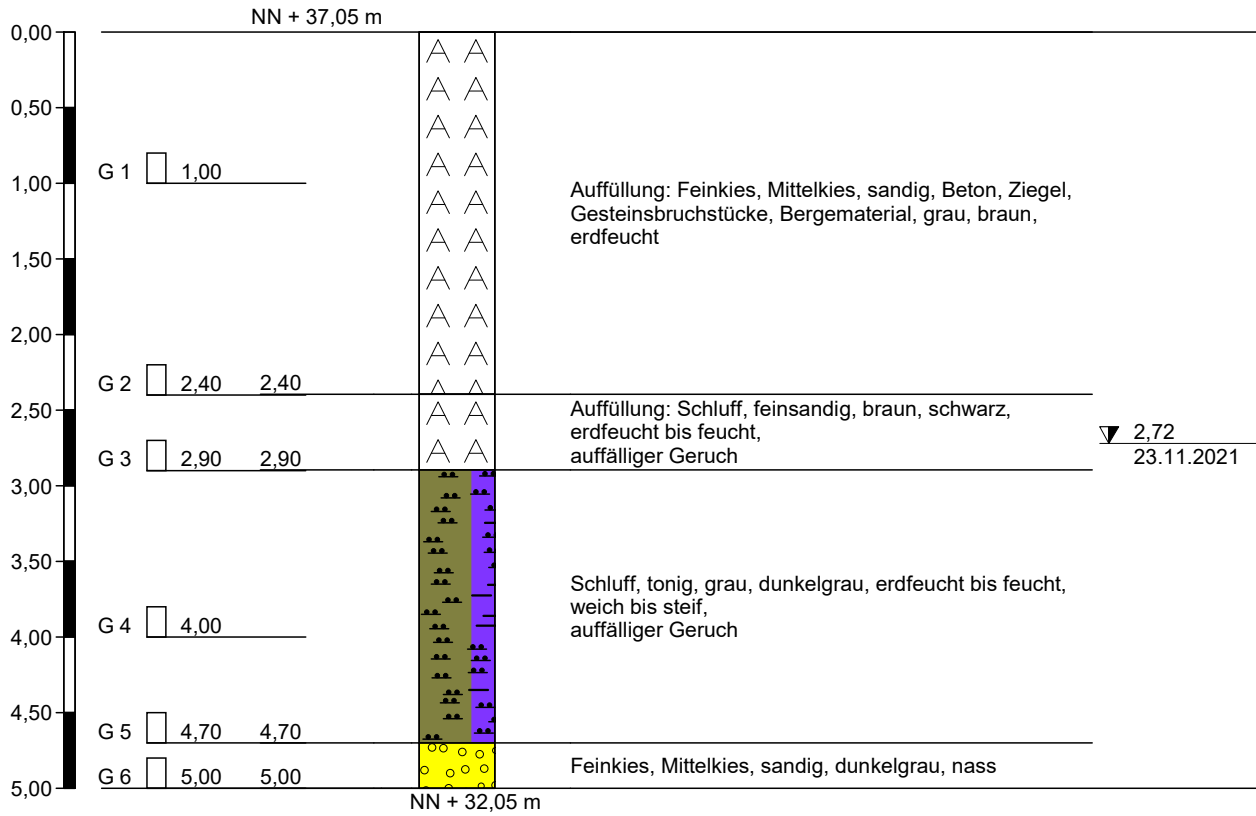 NN + 37,05 m
0,00
0,50
G 1 1,00
1,00
Auffüllung: Feinkies, Mittelkies, sandig, Beton, Ziegel,
Gesteinsbruchstücke, Bergematerial, grau, braun,
erdfeucht
1,50
2,00
G 2 2,40 2,40
2,50
Auffüllung: Schluff, feinsandig, braun, schwarz,
erdfeucht bis feucht,
auffälliger Geruch
2,72
23.11.2021
G 3 2,90 2,90
3,00
3,50
Schluff, tonig, grau, dunkelgrau, erdfeucht bis feucht,
weich bis steif,
auffälliger Geruch
G 4 4,00
4,00
4,50
G 5 4,70 4,70
Feinkies, Mittelkies, sandig, dunkelgrau, nass
G 6 5,00 5,00
5,00
NN + 32,05 m